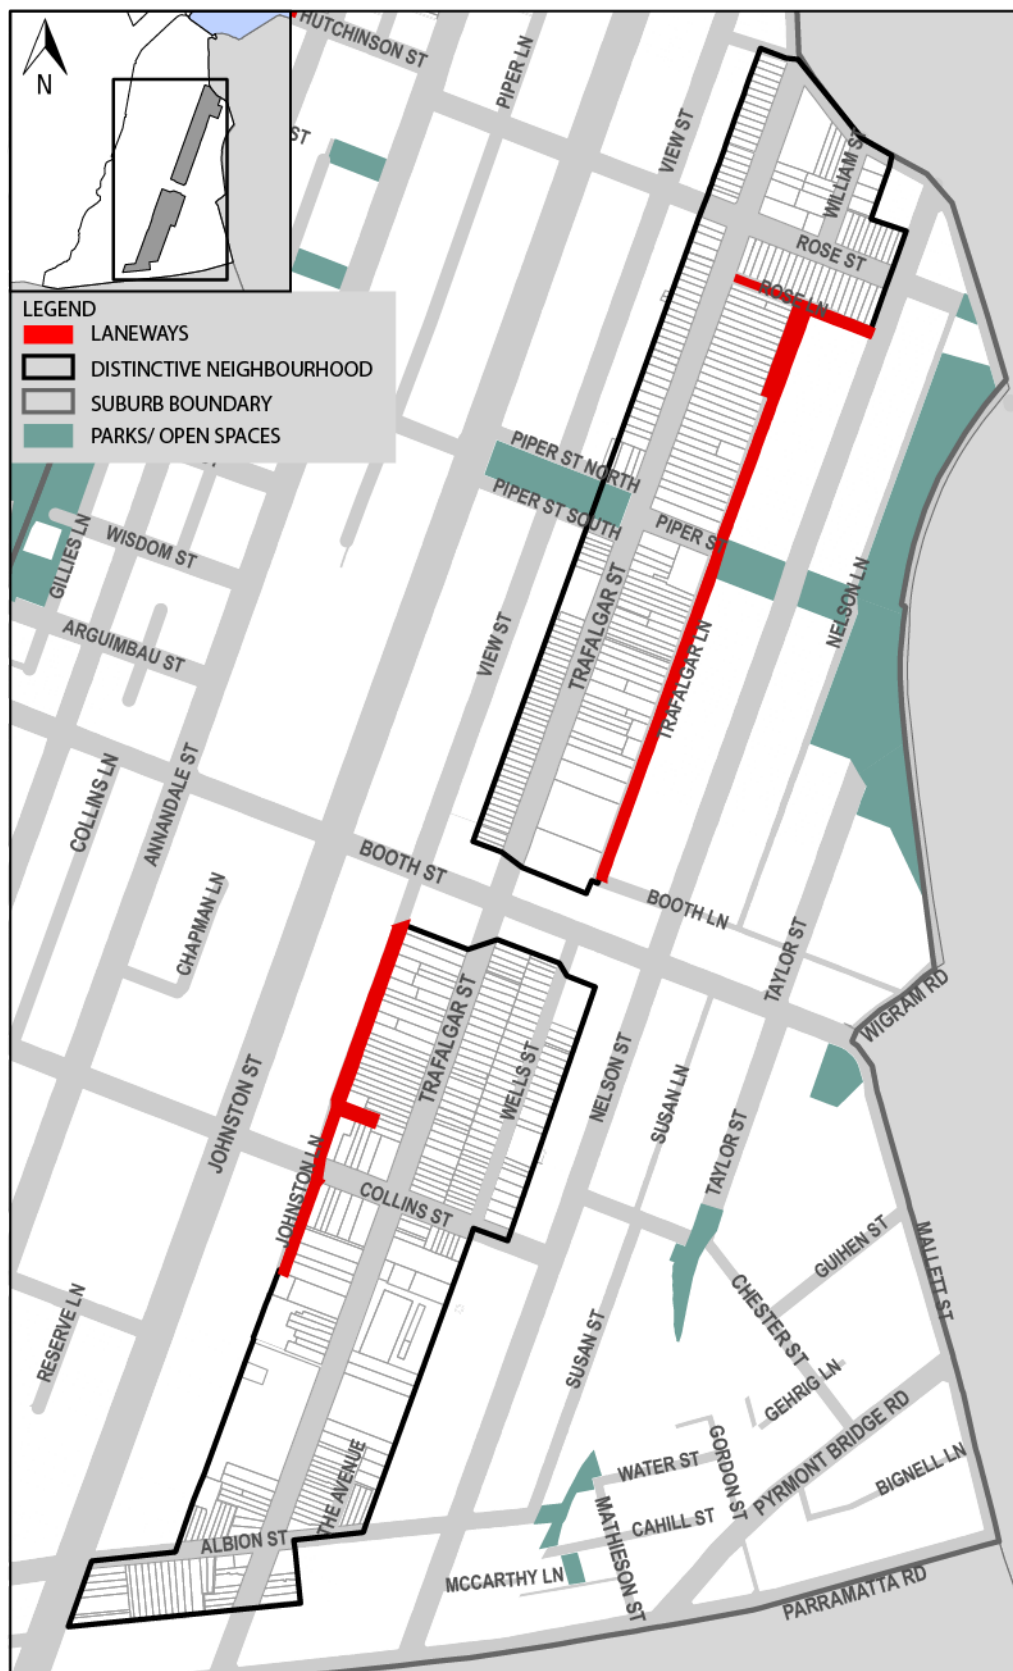 HUTCHINSON ST
PIPER LN
VIEW ST
ST
N
WILLIAM ST
ROSE ST
ROSE LN
LEGEND
LANEWAYS
DISTINCTIVE NEIGHBOURHOOD
SUBURB BOUNDARY
PARKS/ OPEN SPACES
PIPER ST NORTH
PIPER ST SOUTH
PIPER ST
GILLIES LN
WISDOM ST
ARGUIMBAU ST
VIEW ST
TRAFALGAR ST
TRAFALGAR LN
NELSON LN
COLLINS LN
ANNANDALE ST
CHAPMAN LN
BOOTH ST
BOOTH LN
TAYLOR ST
WIGRAM RD
JOHNSTON ST
TRAFALGAR ST
WELLS ST
NELSON ST
SUSAN LN
TAYLOR ST
JOHNSTON LN
COLLINS ST
RESERVE LN
SUSAN ST
CHESTER ST
GUIHEN ST
MALLETT ST
GEHRIG LN
PYRMONT BRIDGE RD
GORDON ST
BIGNELL LN
WATER ST
THE AVENUE
ALBION ST
MATHIESON ST
CAHILL ST
MCCARTHY LN
PARRAMATTA RD